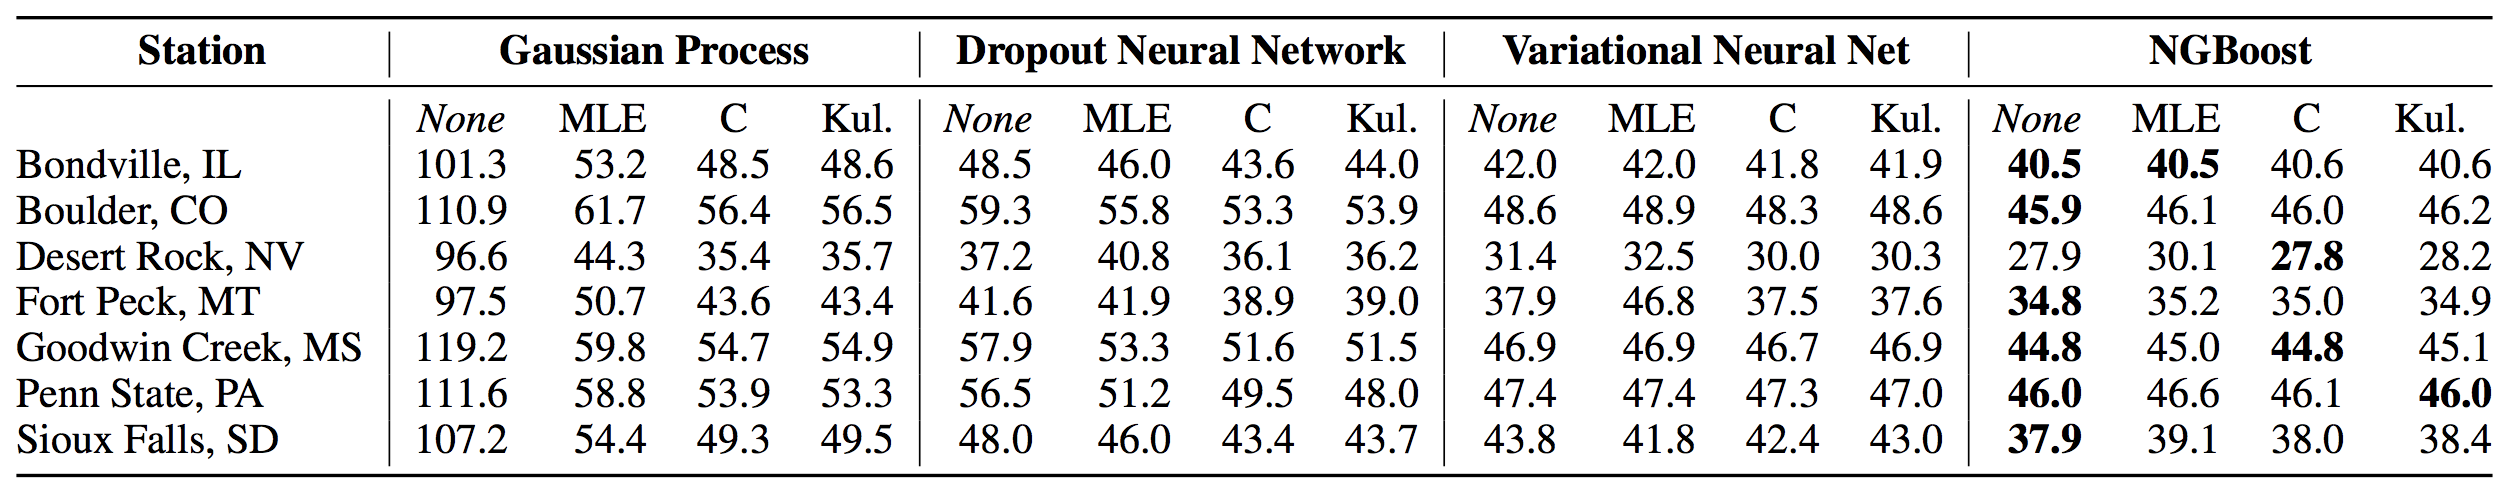 Station Gaussian Process Dropout Neural Network Variational Neural Net NGBoost
None MLE C Kul. None MLE C Kul. None MLE C Kul. None MLE C Kul.
Bondville, IL 101.3 53.2 48.5 48.6 48.5 46.0 43.6 44.0 42.0 42.0 41.8 41.9 40.5 40.5 40.6 40.6
Boulder, CO 110.9 61.7 56.4 56.5 59.3 55.8 53.3 53.9 48.6 48.9 48.3 48.6 45.9 46.1 46.0 46.2
Desert Rock, NV 96.6 44.3 35.4 35.7 37.2 40.8 36.1 36.2 31.4 32.5 30.0 30.3 27.9 30.1 27.8 28.2
Fort Peck, MT 97.5 50.7 43.6 43.4 41.6 41.9 38.9 39.0 37.9 46.8 37.5 37.6 34.8 35.2 35.0 34.9
Goodwin Creek, MS 119.2 59.8 54.7 54.9 57.9 53.3 51.6 51.5 46.9 46.9 46.7 46.9 44.8 45.0 44.8 45.1
Penn State, PA 111.6 58.8 53.9 53.3 56.5 51.2 49.5 48.0 47.4 47.4 47.3 47.0 46.0 46.6 46.1 46.0
Sioux Falls, SD 107.2 54.4 49.3 49.5 48.0 46.0 43.4 43.7 43.8 41.8 42.4 43.0 37.9 39.1 38.0 38.4